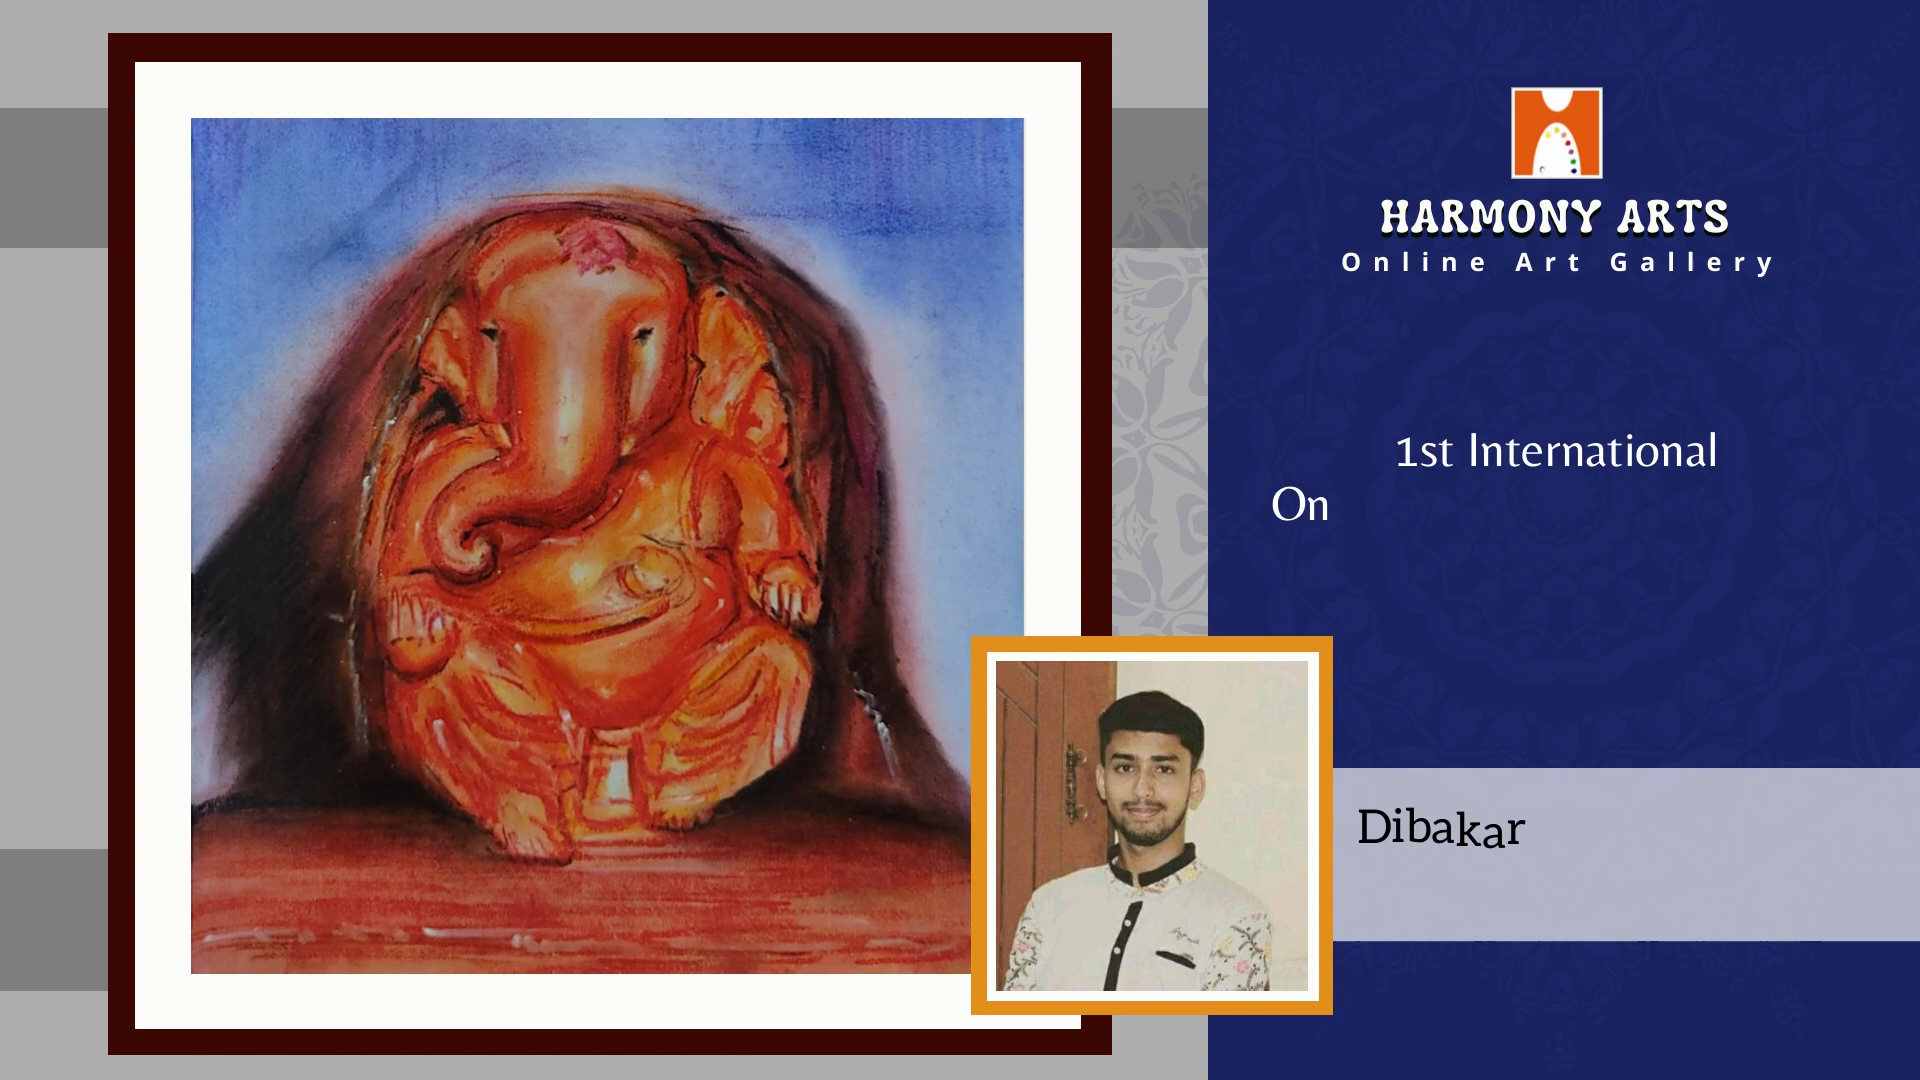 HARMONY ARTS
Online Art Gallery
1st International
On
Dibakar